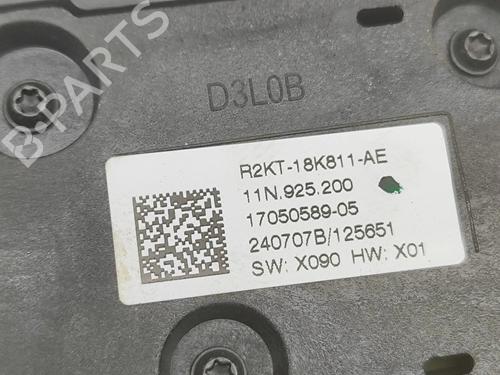 B-PARTS
D3L0B
R2KT-18K811-AE
11N.925.200
17050589-05
240707B/125651
SW: X090 HW: X01